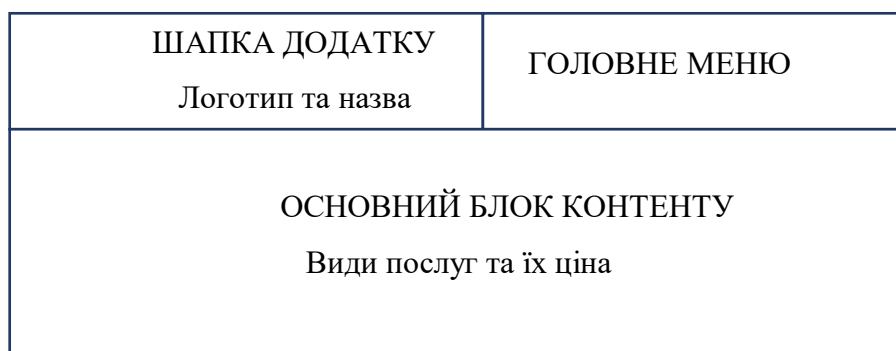 ШАПКА ДОДАТКУ
Логотип та назва
ГОЛОВНЕ МЕНЮ
ОСНОВНИЙ БЛОК КОНТЕНТУ
Види послуг та їх ціна